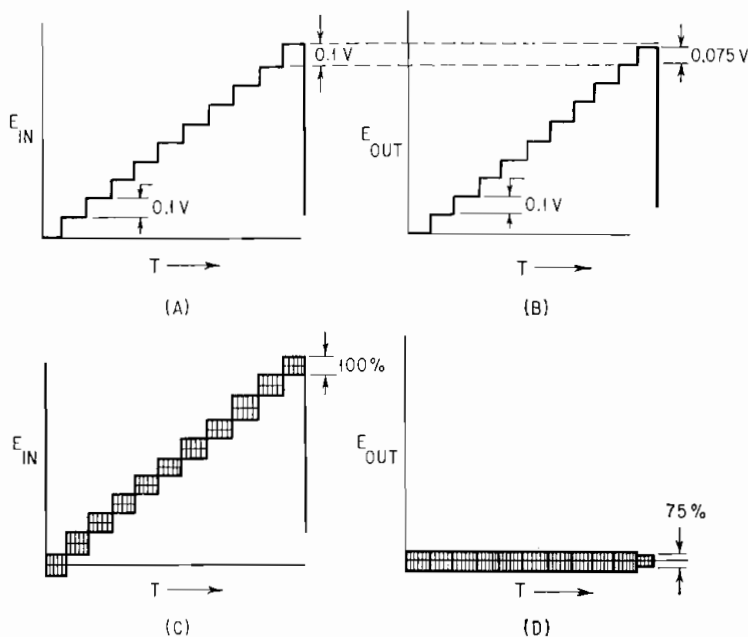 0.1 V
E IN
0.1 V
T
(A)
0.075 V
E OUT
0.1 V
T
(B)
100%
E IN
T
(C)
E OUT
75%
T
(D)